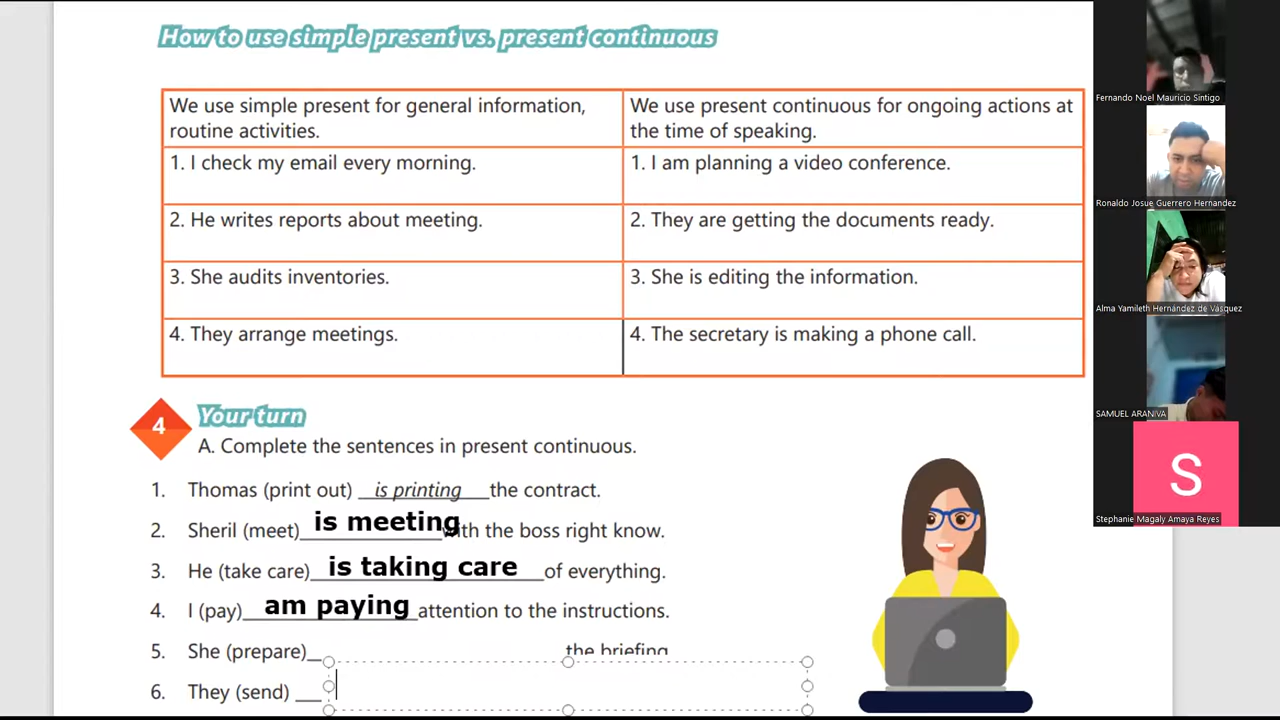 How to use simple present vs. present continuous
We use simple present for general information,
routine activities.
We use present continuous for ongoing actions at
the time of speaking.
1. I check my email every morning.
1. I am planning a video conference.
2. He writes reports about meeting.
2. They are getting the documents ready.
3. She audits inventories.
3. She is editing the information.
4. They arrange meetings.
4. The secretary is making a phone call.
4
Your turn
A. Complete the sentences in present continuous.
1. Thomas (print out) is printing the contract.
2. Sheril (meet) is meeting with the boss right know.
3. He (take care) is taking care of everything.
4. I (pay) am paying attention to the instructions.
5. She (prepare) the briefing
6. They (send)
Fernando Noel Mauricio Sintigo
Ronaldo Josue Guerrero Hernandez
Alma Yamileth Hernández de Vásquez
SAMUEL ARANIVA
S
Stephanie Magaly Amaya Reyes